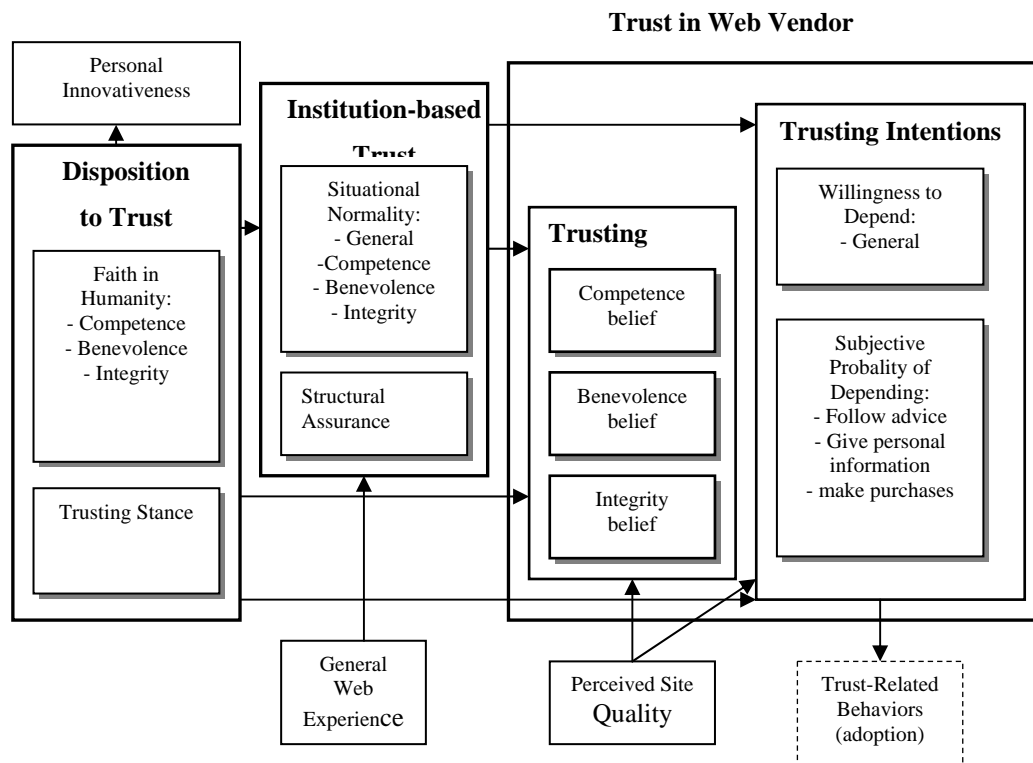 Trust in Web Vendor
Personal
Innovativeness
Institution-based
Trust
Trusting Intentions
Disposition
to Trust
Situational
Normality:
- General
-Competence
- Benevolence
- Integrity
Willingness to
Depend:
- General
Trusting
Faith in
Humanity:
- Competence
- Benevolence
- Integrity
Competence
belief
Subjective
Probality of
Depending:
- Follow advice
- Give personal
information
- make purchases
Structural
Assurance
Benevolence
belief
Trusting Stance
Integrity
belief
General
Web
Experience
Perceived Site
Quality
Trust-Related
Behaviors
(adoption)